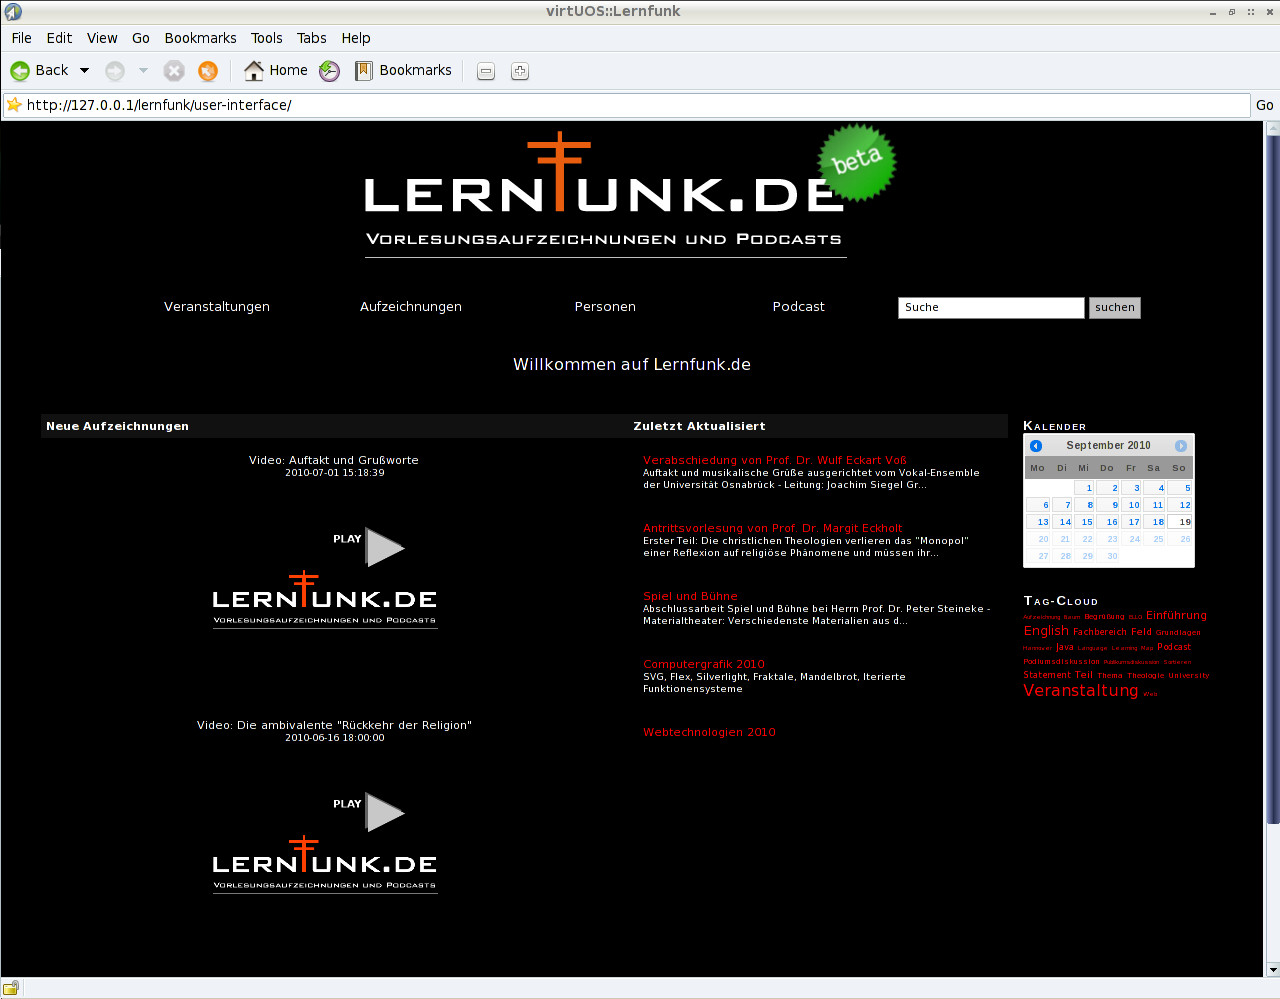 virtUOS::Lernfunk
File Edit View Go Bookmarks Tools Tabs Help
Back Home Bookmarks
http://127.0.0.1/lernfunk/user-interface/ Go
LERNFUNK.DE
beta
VORLESUNGSAUFZEICHNUNGEN UND PODCASTS
Veranstaltungen Aufzeichnungen Personen Podcast Suche suchen
Willkommen auf Lernfunk.de
Neue Aufzeichnungen
Video: Auftakt und Grußworte
2010-07-01 15:18:39
PLAY
LERNFUNK.DE
VORLESUNGSAUFZEICHNUNGEN UND PODCASTS
Video: Die ambivalente "Rückkehr der Religion"
2010-06-16 18:00:00
PLAY
LERNFUNK.DE
VORLESUNGSAUFZEICHNUNGEN UND PODCASTS
Zuletzt Aktualisiert
Verabschiedung von Prof. Dr. Wulf Eckart Voß
Auftakt und musikalische Grüße ausgerichtet vom Vokal-Ensemble
der Universität Osnabrück - Leitung: Joachim Siegel Gr...
Antrittsvorlesung von Prof. Dr. Margit Eckholt
Erster Teil: Die christlichen Theologien verlieren das "Monopol"
einer Reflexion auf religiöse Phänomene und müssen ihr...
Spiel und Bühne
Abschlussarbeit Spiel und Bühne bei Herrn Prof. Dr. Peter Steineke -
Materialtheater: Verschiedenste Materialien aus d...
Computergrafik 2010
SVG, Flex, Silverlight, Fraktale, Mandelbrot, Iterierte
Funktionensysteme
Webtechnologien 2010
KALENDER
September 2010
Mo Di Mi Do Fr Sa So
1 2 3 4 5
6 7 8 9 10 11 12
13 14 15 16 17 18 19
20 21 22 23 24 25 26
27 28 29 30
TAG-CLOUD
Aufzeichnung Baum Begrüßung Einführung
English Fachbereich Feld Grundlagen
Hannover Java Language Learning Map Podcast
Podiumsdiskussion
Statement Teil Thema Theologie University
Veranstaltung Web